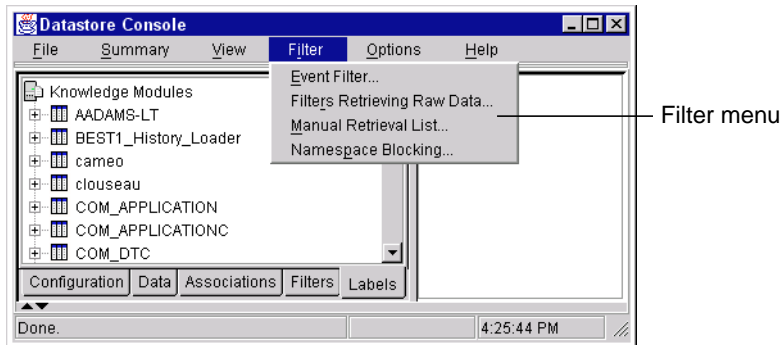 Datastore Console
File Summary View Filter Options Help
Event Filter...
Filters Retrieving Raw Data...
Manual Retrieval List...
Namespace Blocking...
Filter menu
Knowledge Modules
AADAMS-LT
BEST1_History_Loader
cameo
clouseau
COM_APPLICATION
COM_APPLICATIONC
COM_DTC
Configuration Data Associations Filters Labels
Done. 4:25:44 PM